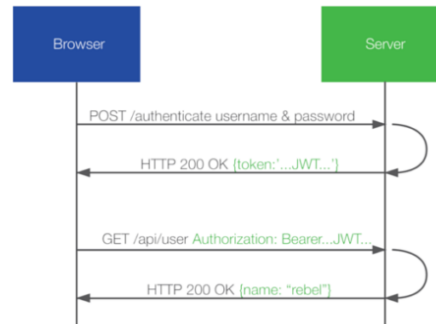 Browser
Server
POST /authenticate username & password
HTTP 200 OK {token:'...JWT...'}
GET /api/user Authorization: Bearer...JWT...
HTTP 200 OK {name: “rebel”}